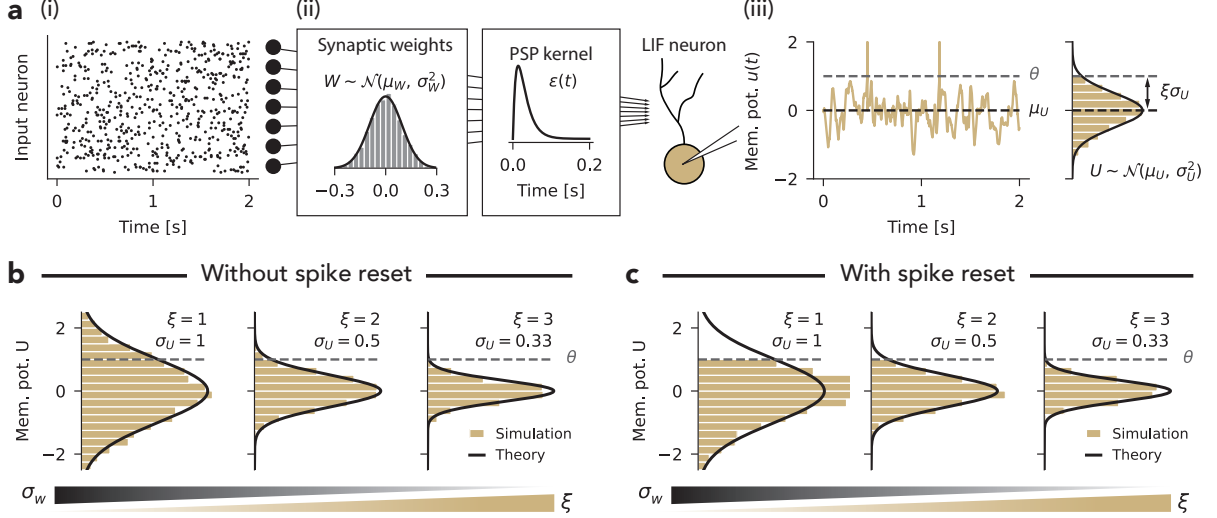 a (i) (ii) (iii)
Input neuron
0 1 2
Time [s]
Synaptic weights
W ~ 𝒩(μ_W, σ²_W)
−0.3 0.0 0.3
PSP kernel
ε(t)
0.0 0.2
Time [s]
LIF neuron
Mem. pot. u(t)
2
0
−2
θ
μ_U
0 1 2
Time [s]
ξσ_U
U ~ 𝒩(μ_U, σ²_U)
b Without spike reset
Mem. pot. U
2
0
−2
ξ = 1
σ_U = 1
ξ = 2
σ_U = 0.5
ξ = 3
σ_U = 0.33
θ
Simulation
Theory
σ_w ξ
c With spike reset
Mem. pot. U
2
0
−2
ξ = 1
σ_U = 1
ξ = 2
σ_U = 0.5
ξ = 3
σ_U = 0.33
θ
Simulation
Theory
σ_w ξ